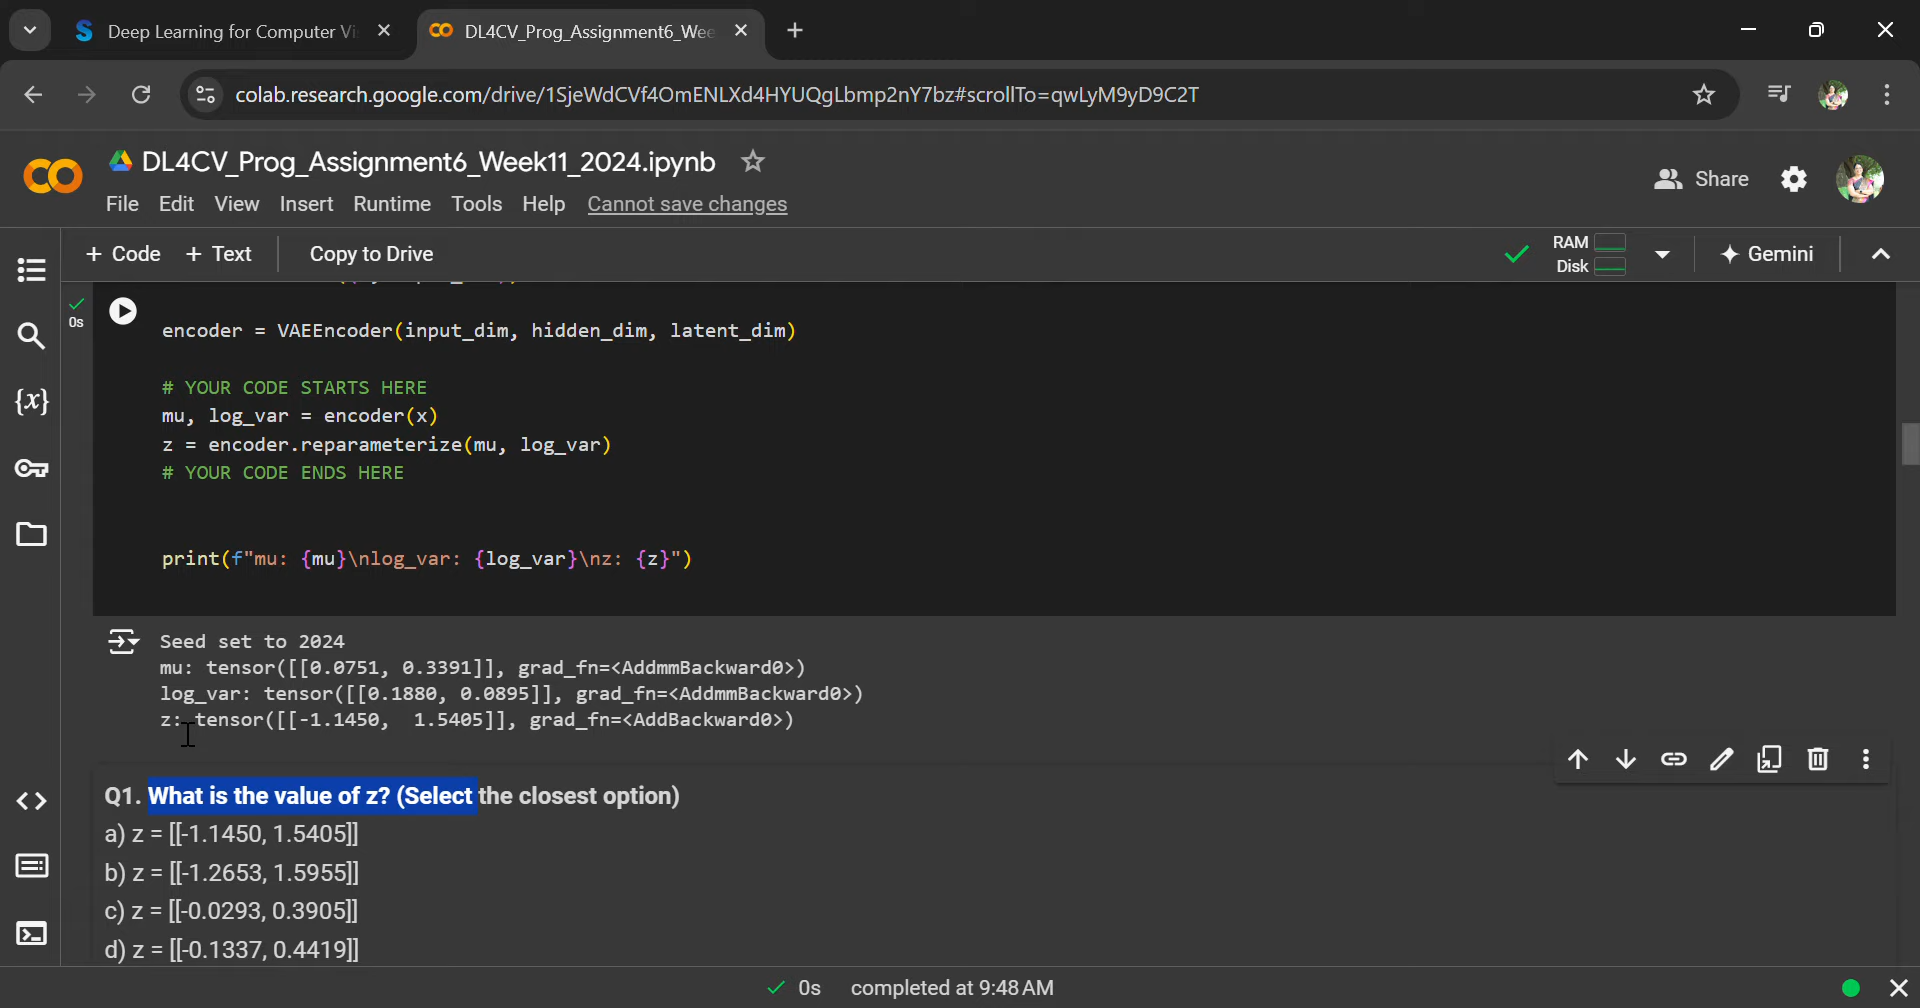 Deep Learning for Computer Vi
DL4CV_Prog_Assignment6_Wee
colab.research.google.com/drive/1SjeWdCVf4OmENLXd4HYUQgLbmp2nY7bz#scrollTo=qwLyM9yD9C2T
DL4CV_Prog_Assignment6_Week11_2024.ipynb
Share
File Edit View Insert Runtime Tools Help Cannot save changes
+ Code + Text Copy to Drive
RAM
Disk
Gemini
0s
encoder = VAEEncoder(input_dim, hidden_dim, latent_dim)
# YOUR CODE STARTS HERE
mu, log_var = encoder(x)
z = encoder.reparameterize(mu, log_var)
# YOUR CODE ENDS HERE
print(f"mu: {mu}\nlog_var: {log_var}\nz: {z}")
Seed set to 2024
mu: tensor([[0.0751, 0.3391]], grad_fn=<AddmmBackward0>)
log_var: tensor([[0.1880, 0.0895]], grad_fn=<AddmmBackward0>)
z: tensor([[-1.1450, 1.5405]], grad_fn=<AddBackward0>)
Q1. What is the value of z? (Select the closest option)
a) z = [[-1.1450, 1.5405]]
b) z = [[-1.2653, 1.5955]]
c) z = [[-0.0293, 0.3905]]
d) z = [[-0.1337, 0.4419]]
0s completed at 9:48 AM